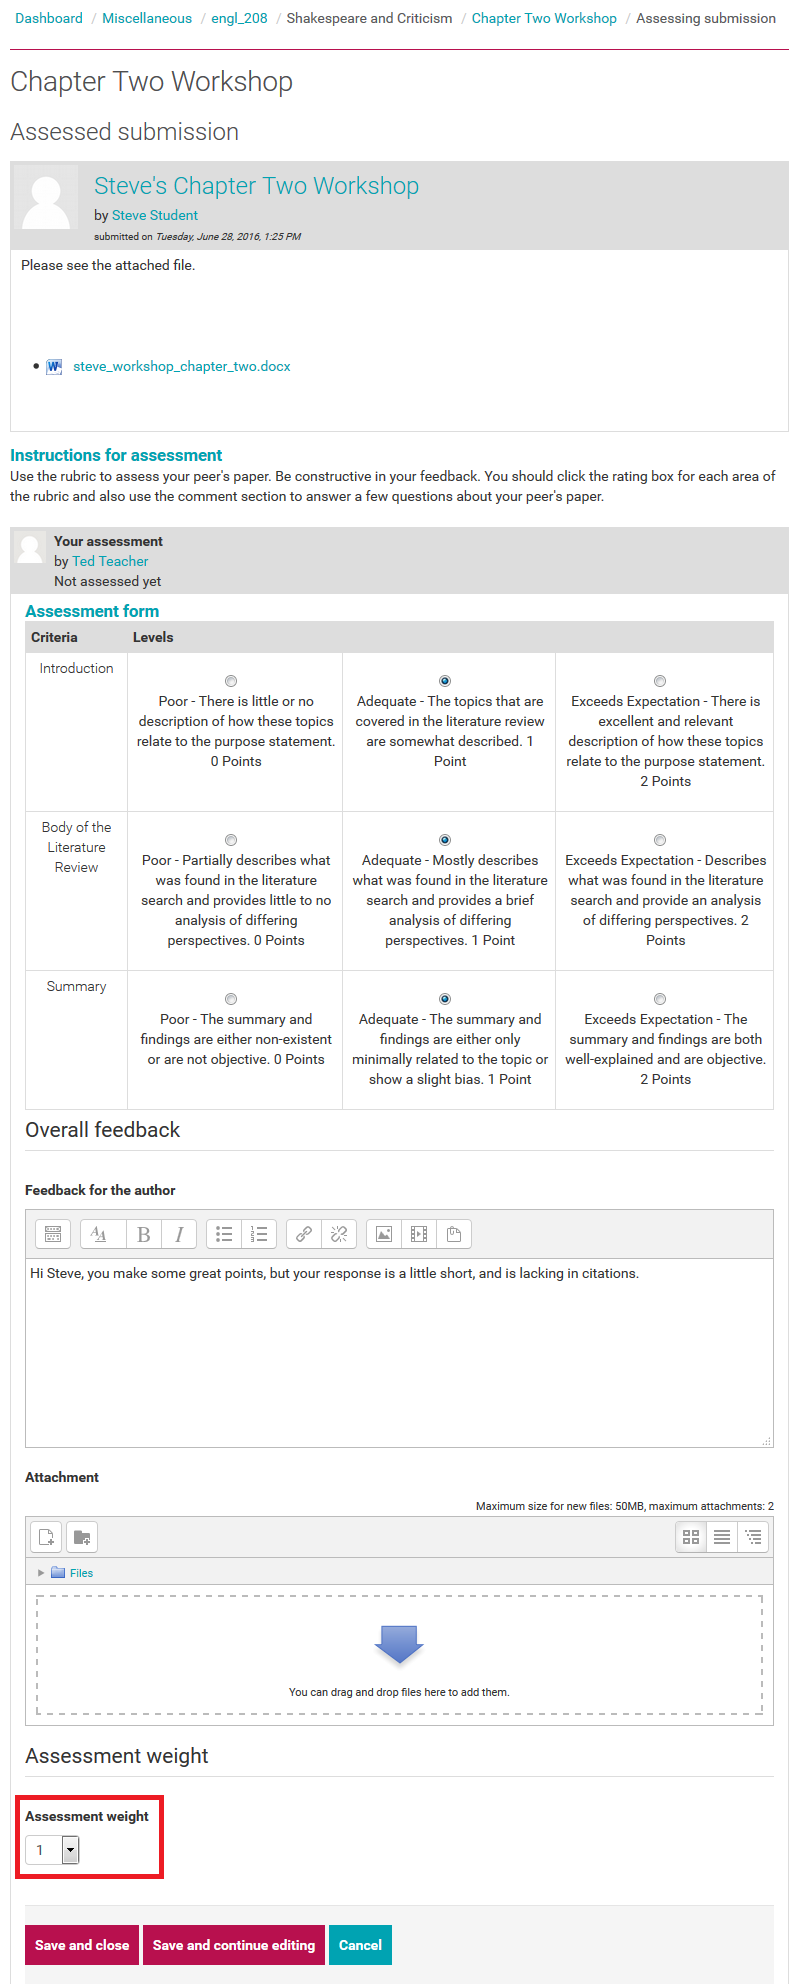 Dashboard / Miscellaneous / engl_208 / Shakespeare and Criticism / Chapter Two Workshop / Assessing submission
Chapter Two Workshop
Assessed submission
Steve's Chapter Two Workshop
by Steve Student
submitted on Tuesday, June 28, 2016, 1:25 PM
Please see the attached file.
steve_workshop_chapter_two.docx
Instructions for assessment
Use the rubric to assess your peer's paper. Be constructive in your feedback. You should click the rating box for each area of
the rubric and also use the comment section to answer a few questions about your peer's paper.
Your assessment
by Ted Teacher
Not assessed yet
Assessment form
Criteria Levels
Introduction
Poor - There is little or no
description of how these topics
relate to the purpose statement.
0 Points
Adequate - The topics that are
covered in the literature review
are somewhat described. 1
Point
Exceeds Expectation - There is
excellent and relevant
description of how these topics
relate to the purpose statement.
2 Points
Body of the
Literature
Review
Poor - Partially describes what
was found in the literature
search and provides little to no
analysis of differing
perspectives. 0 Points
Adequate - Mostly describes
what was found in the literature
search and provides a brief
analysis of differing
perspectives. 1 Point
Exceeds Expectation - Describes
what was found in the literature
search and provide an analysis
of differing perspectives. 2
Points
Summary
Poor - The summary and
findings are either non-existent
or are not objective. 0 Points
Adequate - The summary and
findings are either only
minimally related to the topic or
show a slight bias. 1 Point
Exceeds Expectation - The
summary and findings are both
well-explained and are objective.
2 Points
Overall feedback
Feedback for the author
Hi Steve, you make some great points, but your response is a little short, and is lacking in citations.
Attachment
Maximum size for new files: 50MB, maximum attachments: 2
Files
You can drag and drop files here to add them.
Assessment weight
Assessment weight
1
Save and close Save and continue editing Cancel